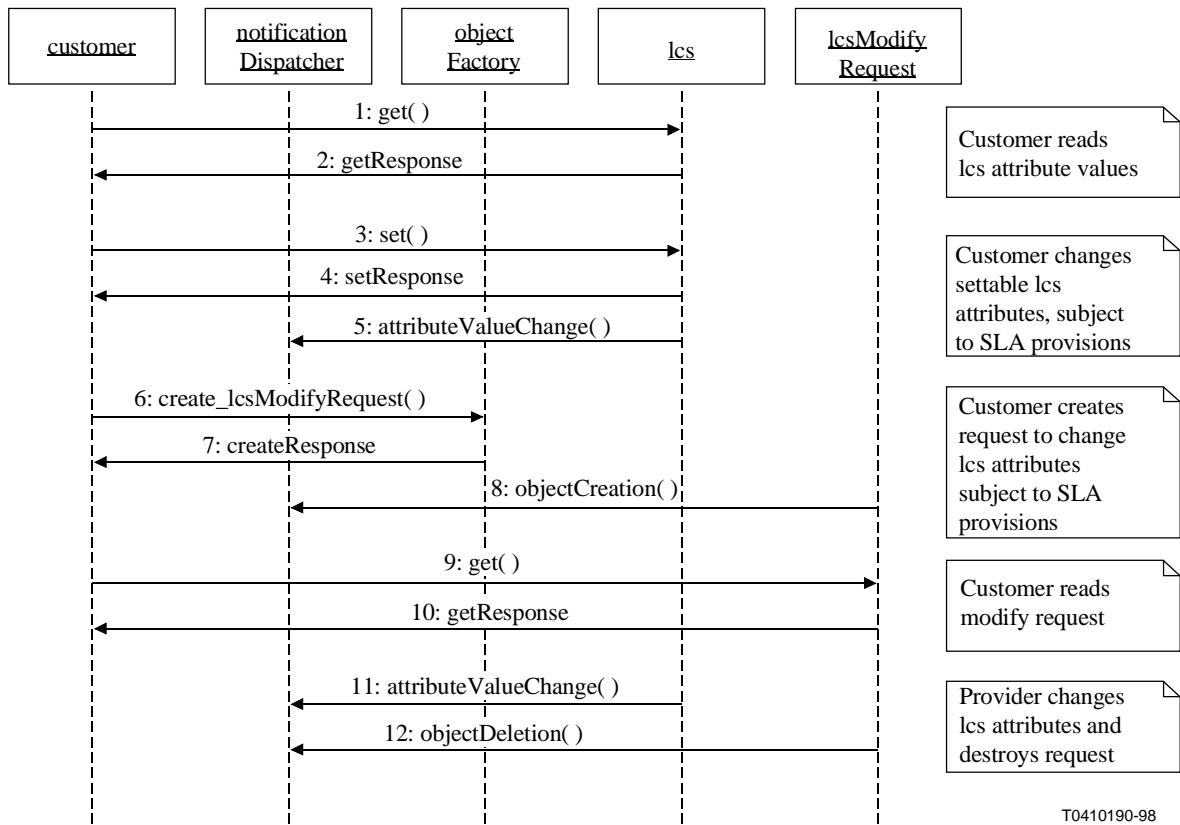 customer
notification
Dispatcher
object
Factory
lcs
lcsModify
Request
1: get( )
2: getResponse
Customer reads
lcs attribute values
3: set( )
4: setResponse
5: attributeValueChange( )
Customer changes
settable lcs
attributes, subject
to SLA provisions
6: create_lcsModifyRequest( )
7: createResponse
8: objectCreation( )
Customer creates
request to change
lcs attributes
subject to SLA
provisions
9: get( )
10: getResponse
Customer reads
modify request
11: attributeValueChange( )
12: objectDeletion( )
Provider changes
lcs attributes and
destroys request
T0410190-98